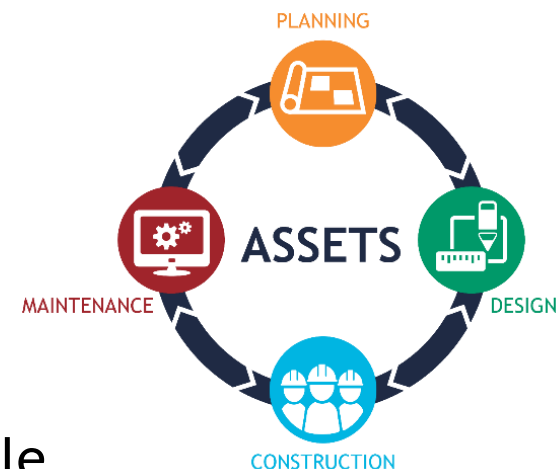 PLANNING
ASSETS
MAINTENANCE
DESIGN
le
CONSTRUCTION